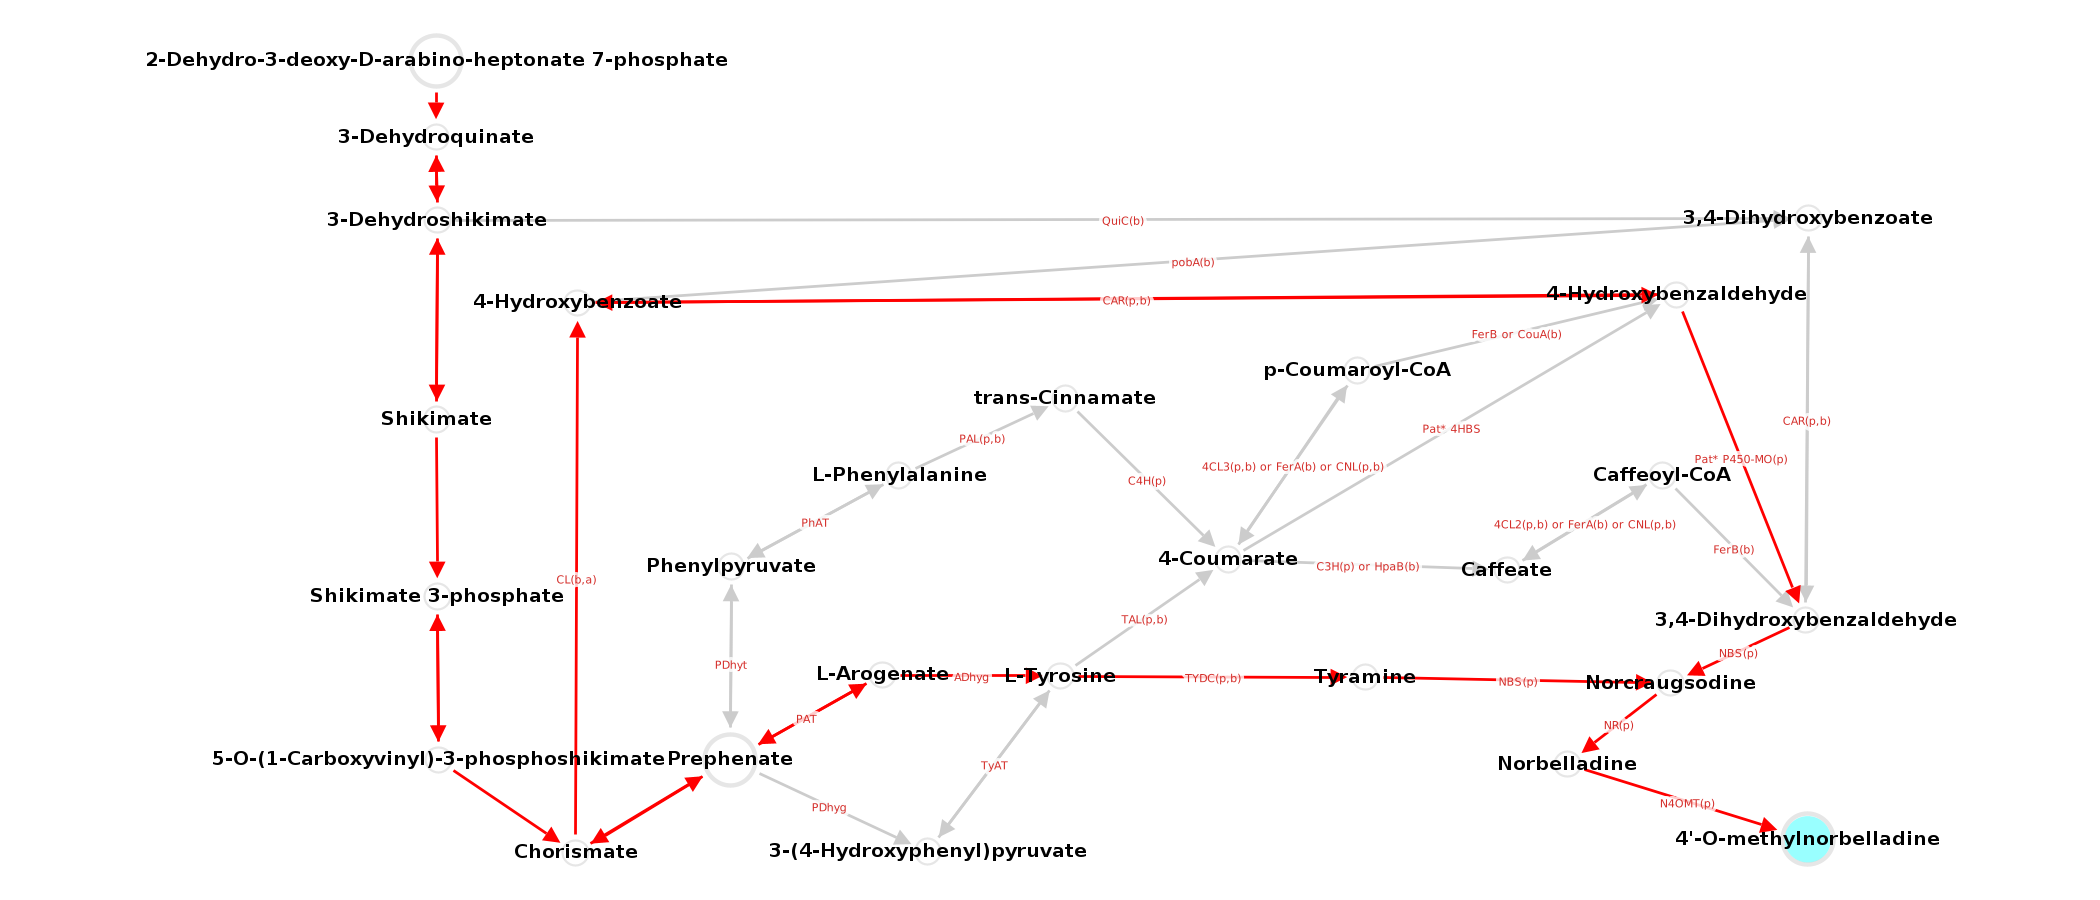 2-Dehydro-3-deoxy-D-arabino-heptonate 7-phosphate
3-Dehydroquinate
3-Dehydroshikimate
QuiC(b)
3,4-Dihydroxybenzoate
pobA(b)
4-Hydroxybenzoate
CAR(p,b)
4-Hydroxybenzaldehyde
FerB or CouA(b)
p-Coumaroyl-CoA
trans-Cinnamate
Shikimate
Pat* 4HBS
CAR(p,b)
PAL(p,b)
Pat* P450-MO(p)
4CL3(p,b) or FerA(b) or CNL(p,b)
L-Phenylalanine
C4H(p)
Caffeoyl-CoA
PhAT
4CL2(p,b) or FerA(b) or CNL(p,b)
FerB(b)
Phenylpyruvate
4-Coumarate
C3H(p) or HpaB(b)
Caffeate
CL(b,a)
Shikimate 3-phosphate
TAL(p,b)
3,4-Dihydroxybenzaldehyde
NBS(p)
PDhyt
L-Arogenate
ADhyg
L-Tyrosine
TYDC(p,b)
Tyramine
NBS(p)
Norcraugsodine
PAT
NR(p)
5-O-(1-Carboxyvinyl)-3-phosphoshikimate
Prephenate
TyAT
Norbelladine
PDhyg
N4OMT(p)
Chorismate
3-(4-Hydroxyphenyl)pyruvate
4'-O-methylnorbelladine